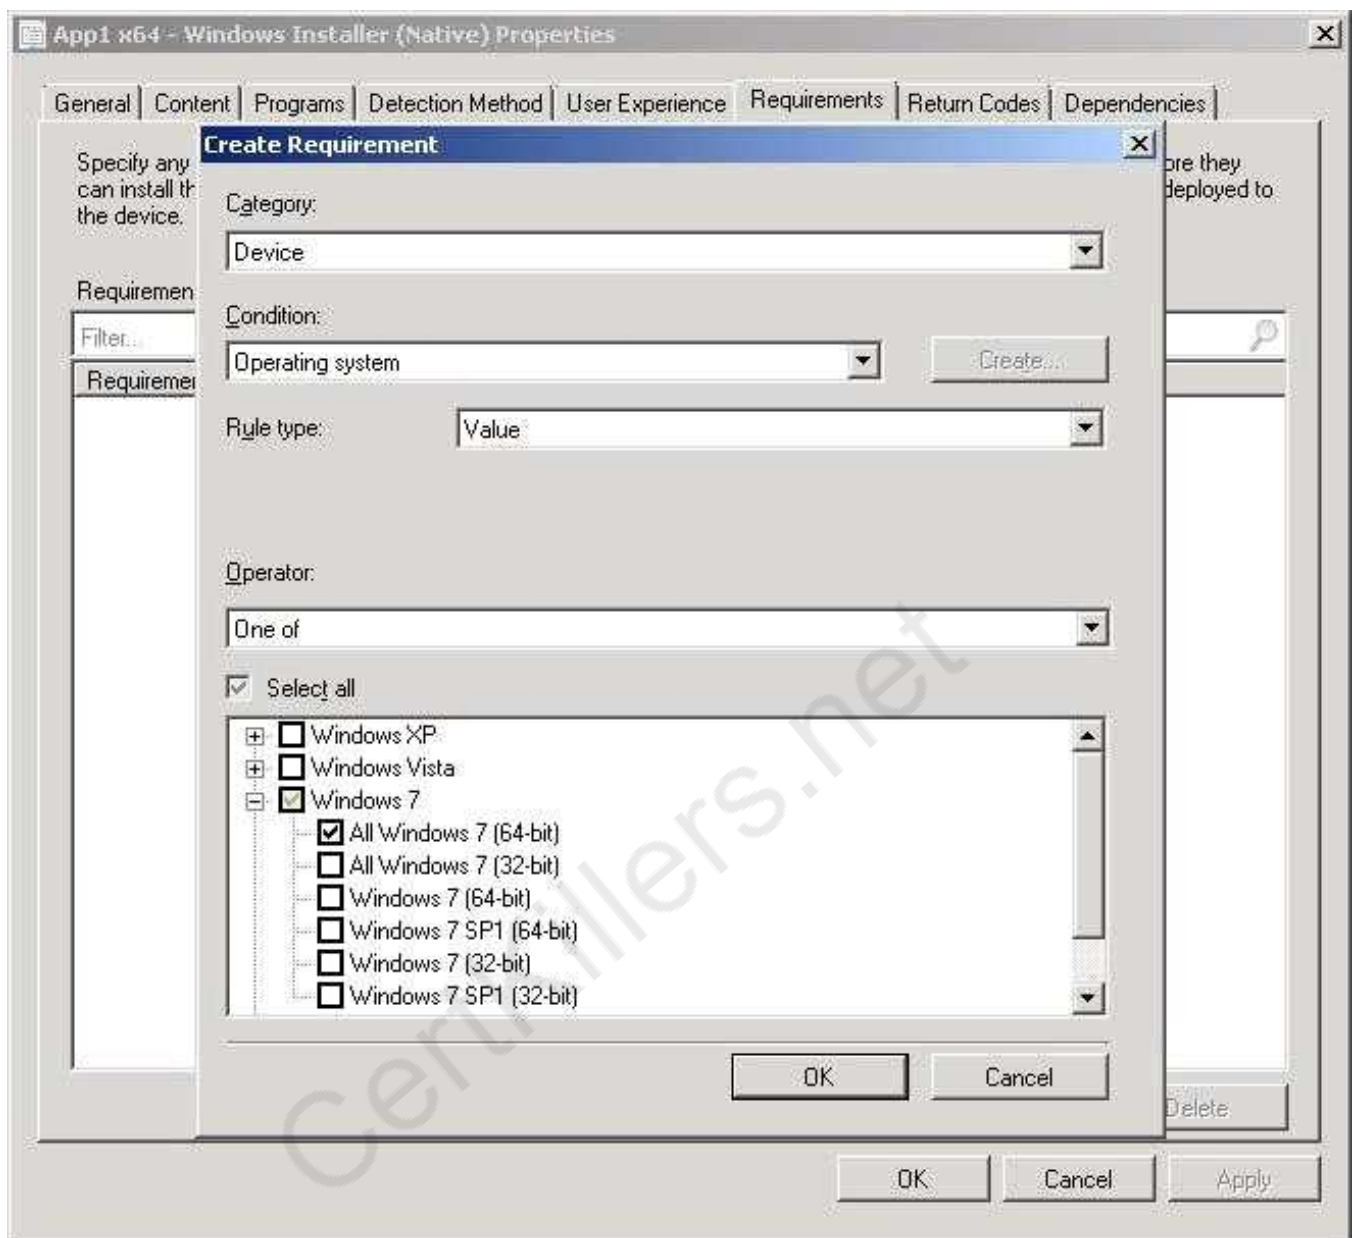 App1 x64 - Windows Installer (Native) Properties
General Content Programs Detection Method User Experience Requirements Return Codes Dependencies
Create Requirement
Specify any
ore they
can install th
deployed to
the device.
Category:
Device
Requiremen
Condition:
Filter...
Operating system
Create...
Requiremen
Rule type:
Value
Operator:
One of
Select all
Windows XP
Windows Vista
Windows 7
All Windows 7 (64-bit)
All Windows 7 (32-bit)
Windows 7 (64-bit)
Windows 7 SP1 (64-bit)
Windows 7 (32-bit)
Windows 7 SP1 (32-bit)
OK Cancel
Delete
OK Cancel Apply
CertKillers.net